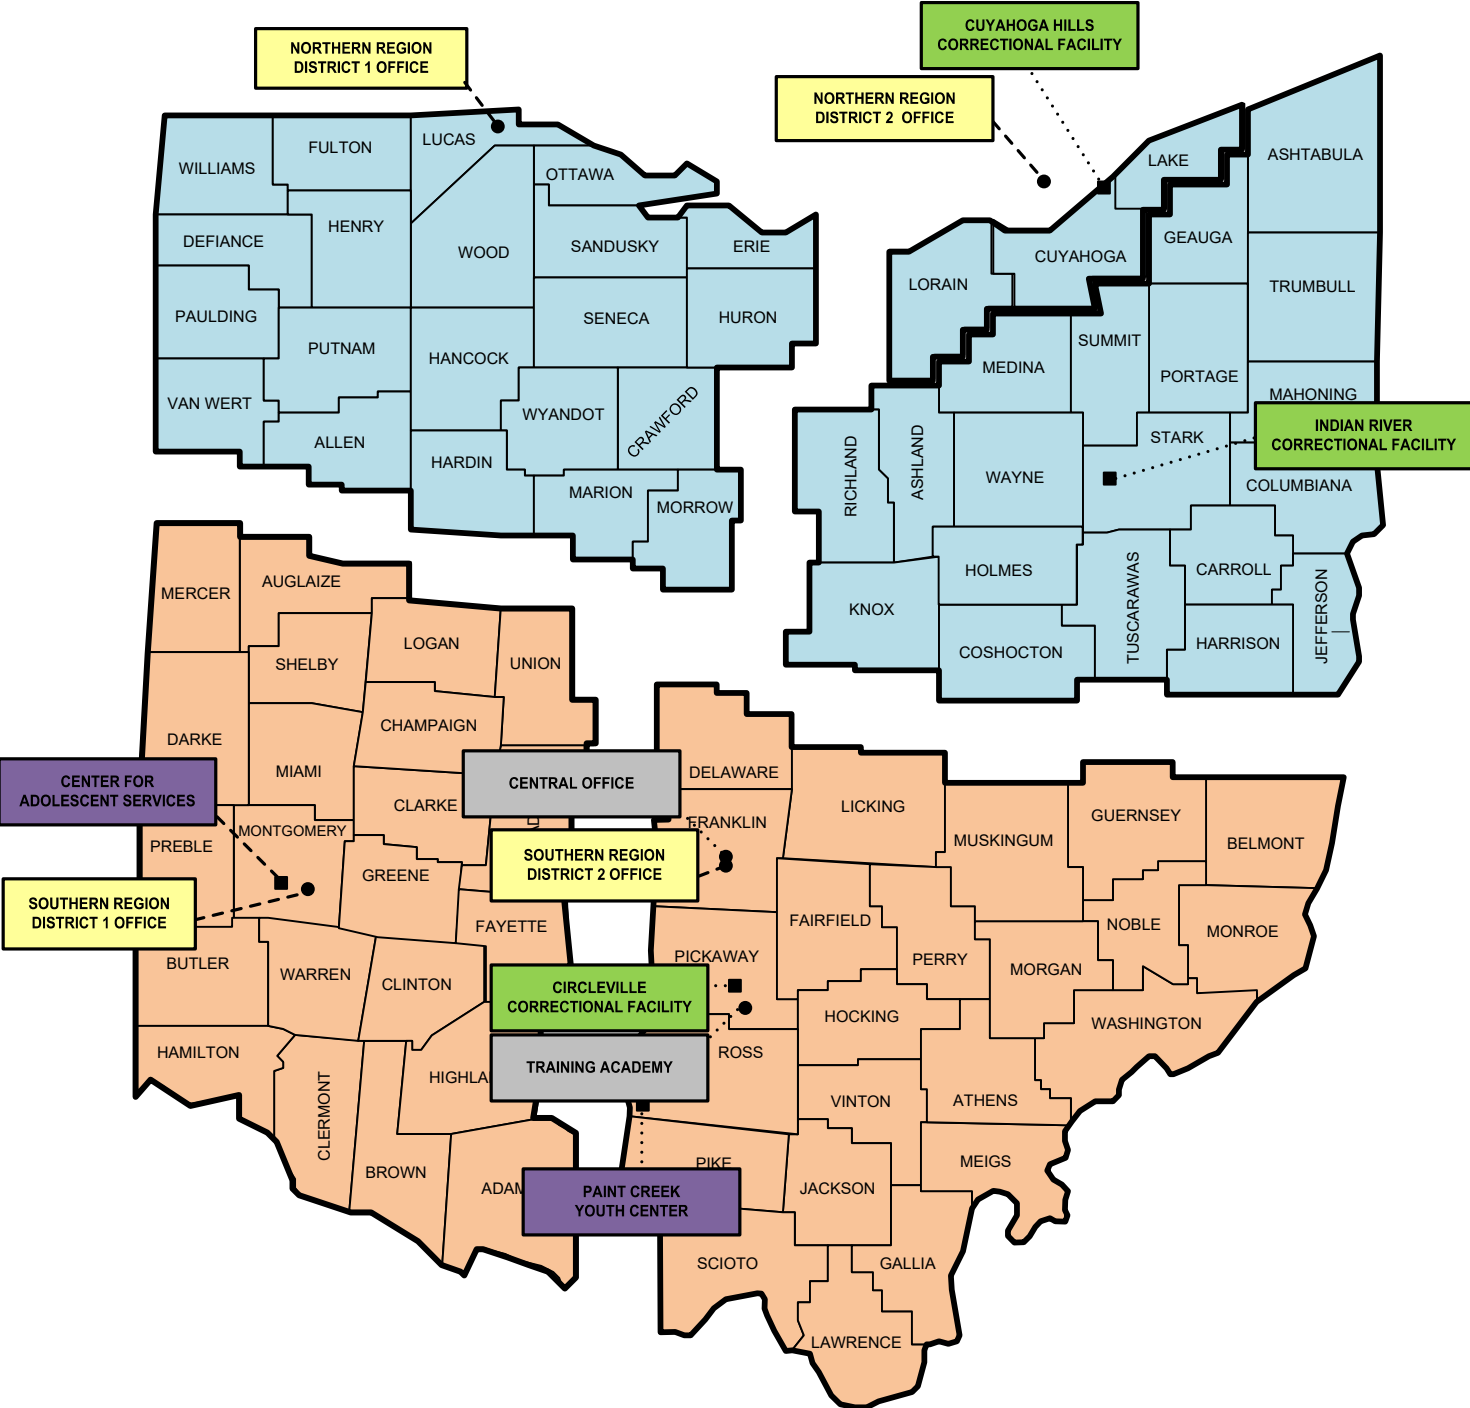 CUYAHOGA HILLS
CORRECTIONAL FACILITY
NORTHERN REGION
DISTRICT 1 OFFICE
NORTHERN REGION
DISTRICT 2 OFFICE
WILLIAMS
FULTON
LUCAS
OTTAWA
DEFIANCE
HENRY
WOOD
SANDUSKY
ERIE
PAULDING
PUTNAM
HANCOCK
SENECA
HURON
VAN WERT
ALLEN
HARDIN
WYANDOT
CRAWFORD
MARION
MORROW
LAKE
ASHTABULA
GEAUGA
CUYAHOGA
LORAIN
TRUMBULL
SUMMIT
MEDINA
PORTAGE
MAHONING
INDIAN RIVER
CORRECTIONAL FACILITY
STARK
RICHLAND
ASHLAND
WAYNE
COLUMBIANA
HOLMES
KNOX
COSHOCTON
TUSCARAWAS
CARROLL
HARRISON
JEFFERSON
MERCER
AUGLAIZE
LOGAN
UNION
SHELBY
DARKE
CHAMPAIGN
MIAMI
CENTER FOR
ADOLESCENT SERVICES
CLARKE
CENTRAL OFFICE
MONTGOMERY
PREBLE
GREENE
SOUTHERN REGION
DISTRICT 2 OFFICE
SOUTHERN REGION
DISTRICT 1 OFFICE
FAYETTE
BUTLER
WARREN
CLINTON
CIRCLEVILLE
CORRECTIONAL FACILITY
HAMILTON
HIGHLA
TRAINING ACADEMY
CLERMONT
BROWN
ADAM
PAINT CREEK
YOUTH CENTER
DELAWARE
LICKING
FRANKLIN
MUSKINGUM
GUERNSEY
BELMONT
FAIRFIELD
PICKAWAY
PERRY
NOBLE
MONROE
MORGAN
HOCKING
WASHINGTON
ROSS
VINTON
ATHENS
PIKE
JACKSON
MEIGS
SCIOTO
GALLIA
LAWRENCE